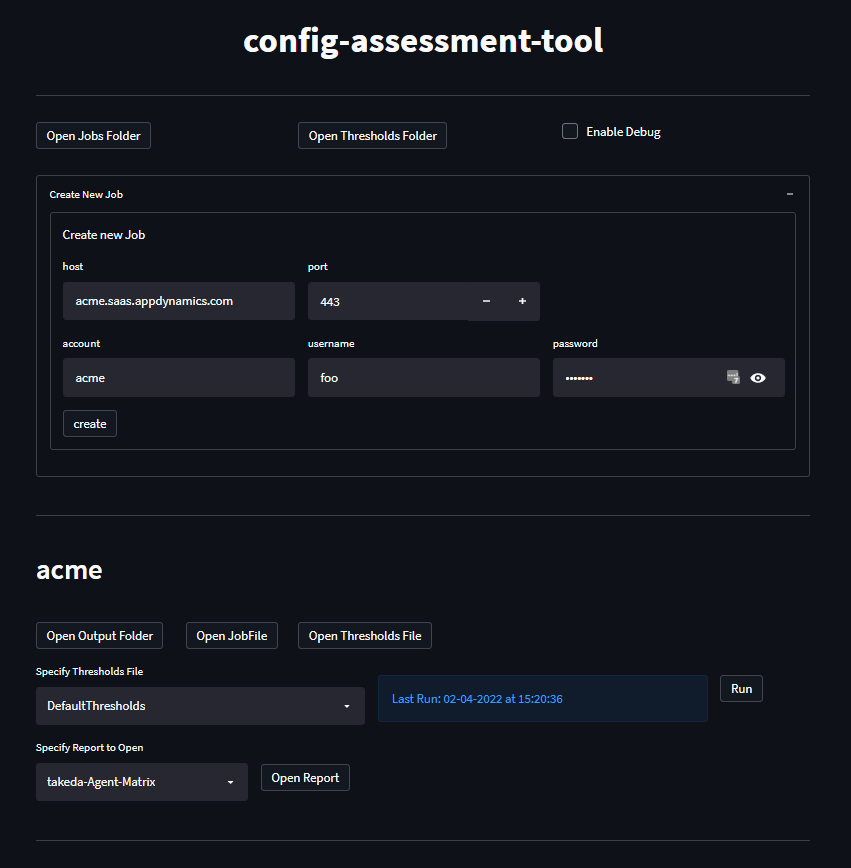 config-assessment-tool
Open Jobs Folder
Open Thresholds Folder
Enable Debug
Create New Job
Create new Job
host
port
acme.saas.appdynamics.com
443
account
username
password
acme
foo
•••••••
create
acme
Open Output Folder
Open JobFile
Open Thresholds File
Specify Thresholds File
DefaultThresholds
Last Run: 02-04-2022 at 15:20:36
Run
Specify Report to Open
takeda-Agent-Matrix
Open Report